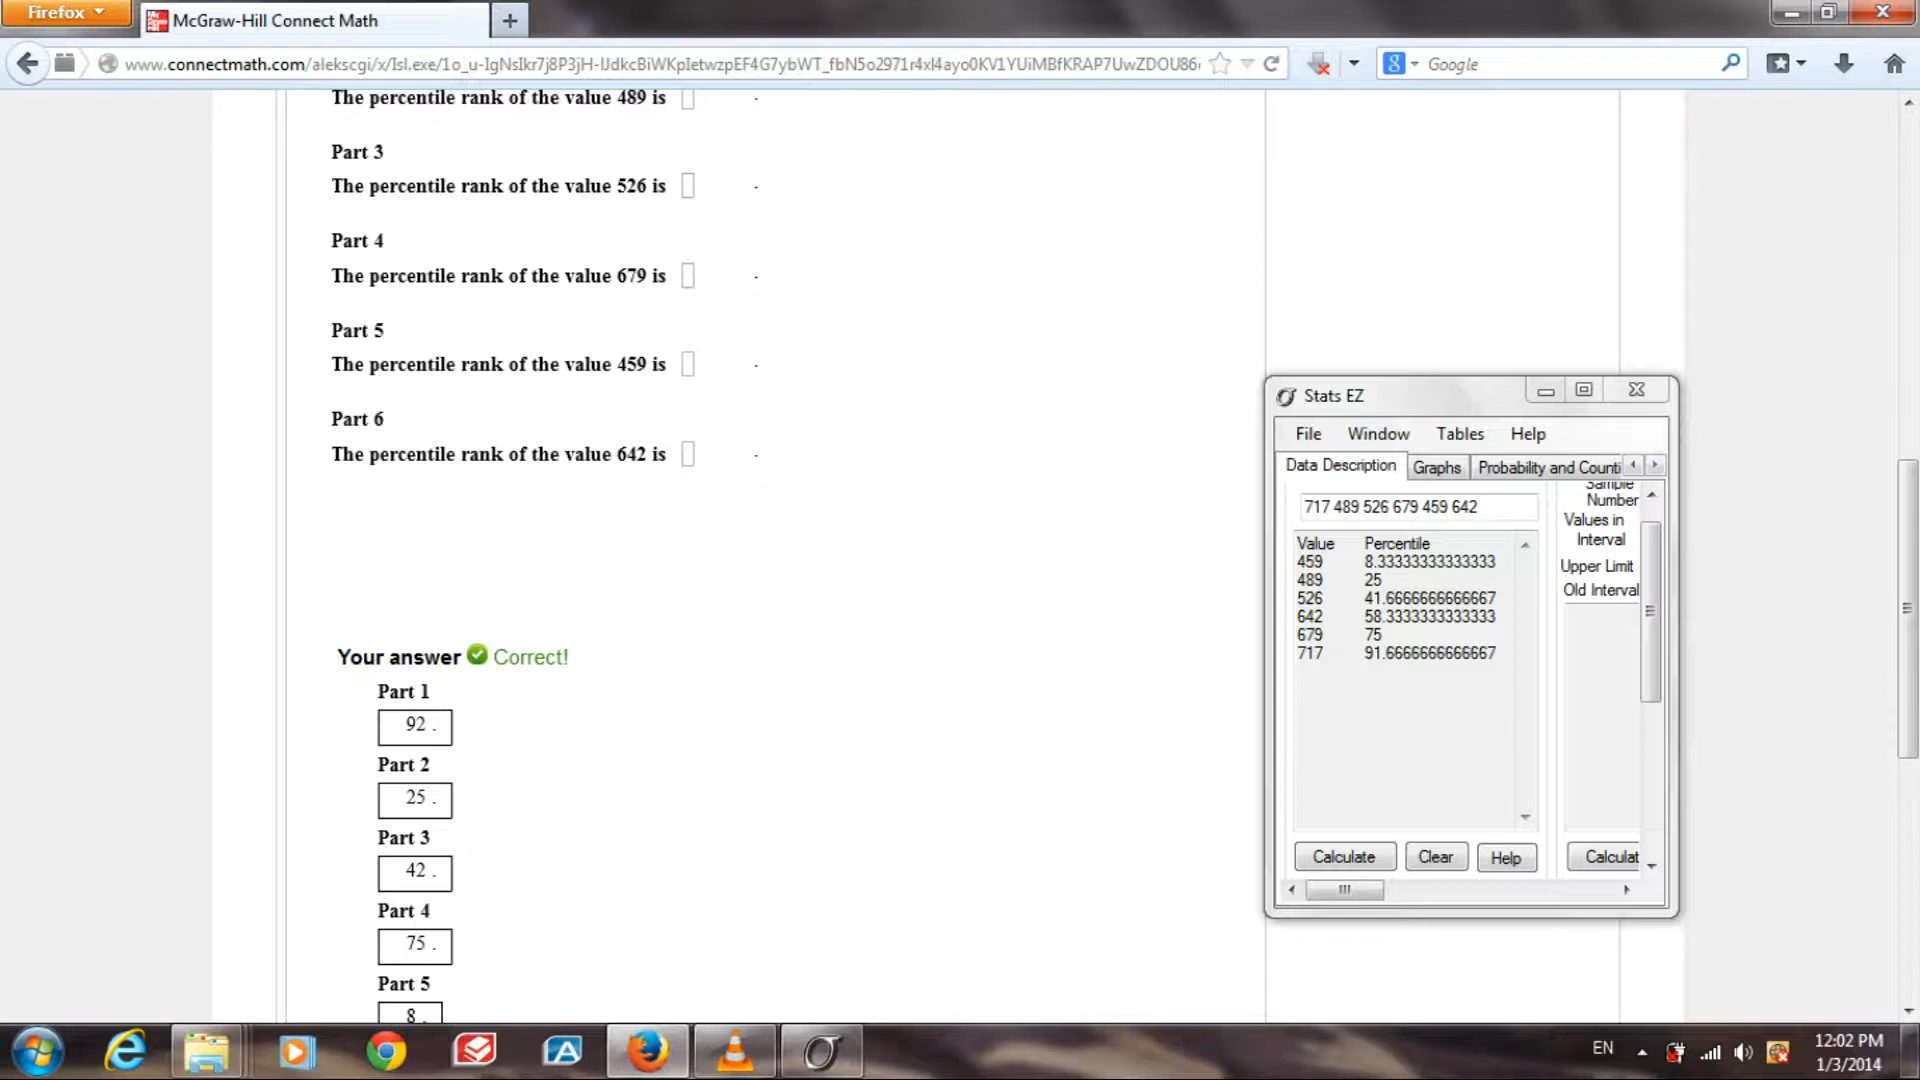 Firefox
McGraw-Hill Connect Math
www.connectmath.com/alekscgi/x/Isl.exe/1o_u-IgNsIkr7j8P3jH-IJdkcBiWKpIetwzpEF4G7ybWT_fbN5o2971r4xl4ayo0KV1YUiMBfKRAP7UwZDOU86
Google
The percentile rank of the value 489 is .
Part 3
The percentile rank of the value 526 is .
Part 4
The percentile rank of the value 679 is .
Part 5
The percentile rank of the value 459 is .
Part 6
The percentile rank of the value 642 is .
Your answer Correct!
Part 1
92 .
Part 2
25 .
Part 3
42 .
Part 4
75 .
Part 5
8 .
Stats EZ
File Window Tables Help
Data Description Graphs Probability and Counti
717 489 526 679 459 642
Value Percentile
459 8.33333333333333
489 25
526 41.6666666666667
642 58.3333333333333
679 75
717 91.6666666666667
Calculate Clear Help
Sample
Number
Values in
Interval
Upper Limit
Old Interval
Calculat
EN
12:02 PM
1/3/2014